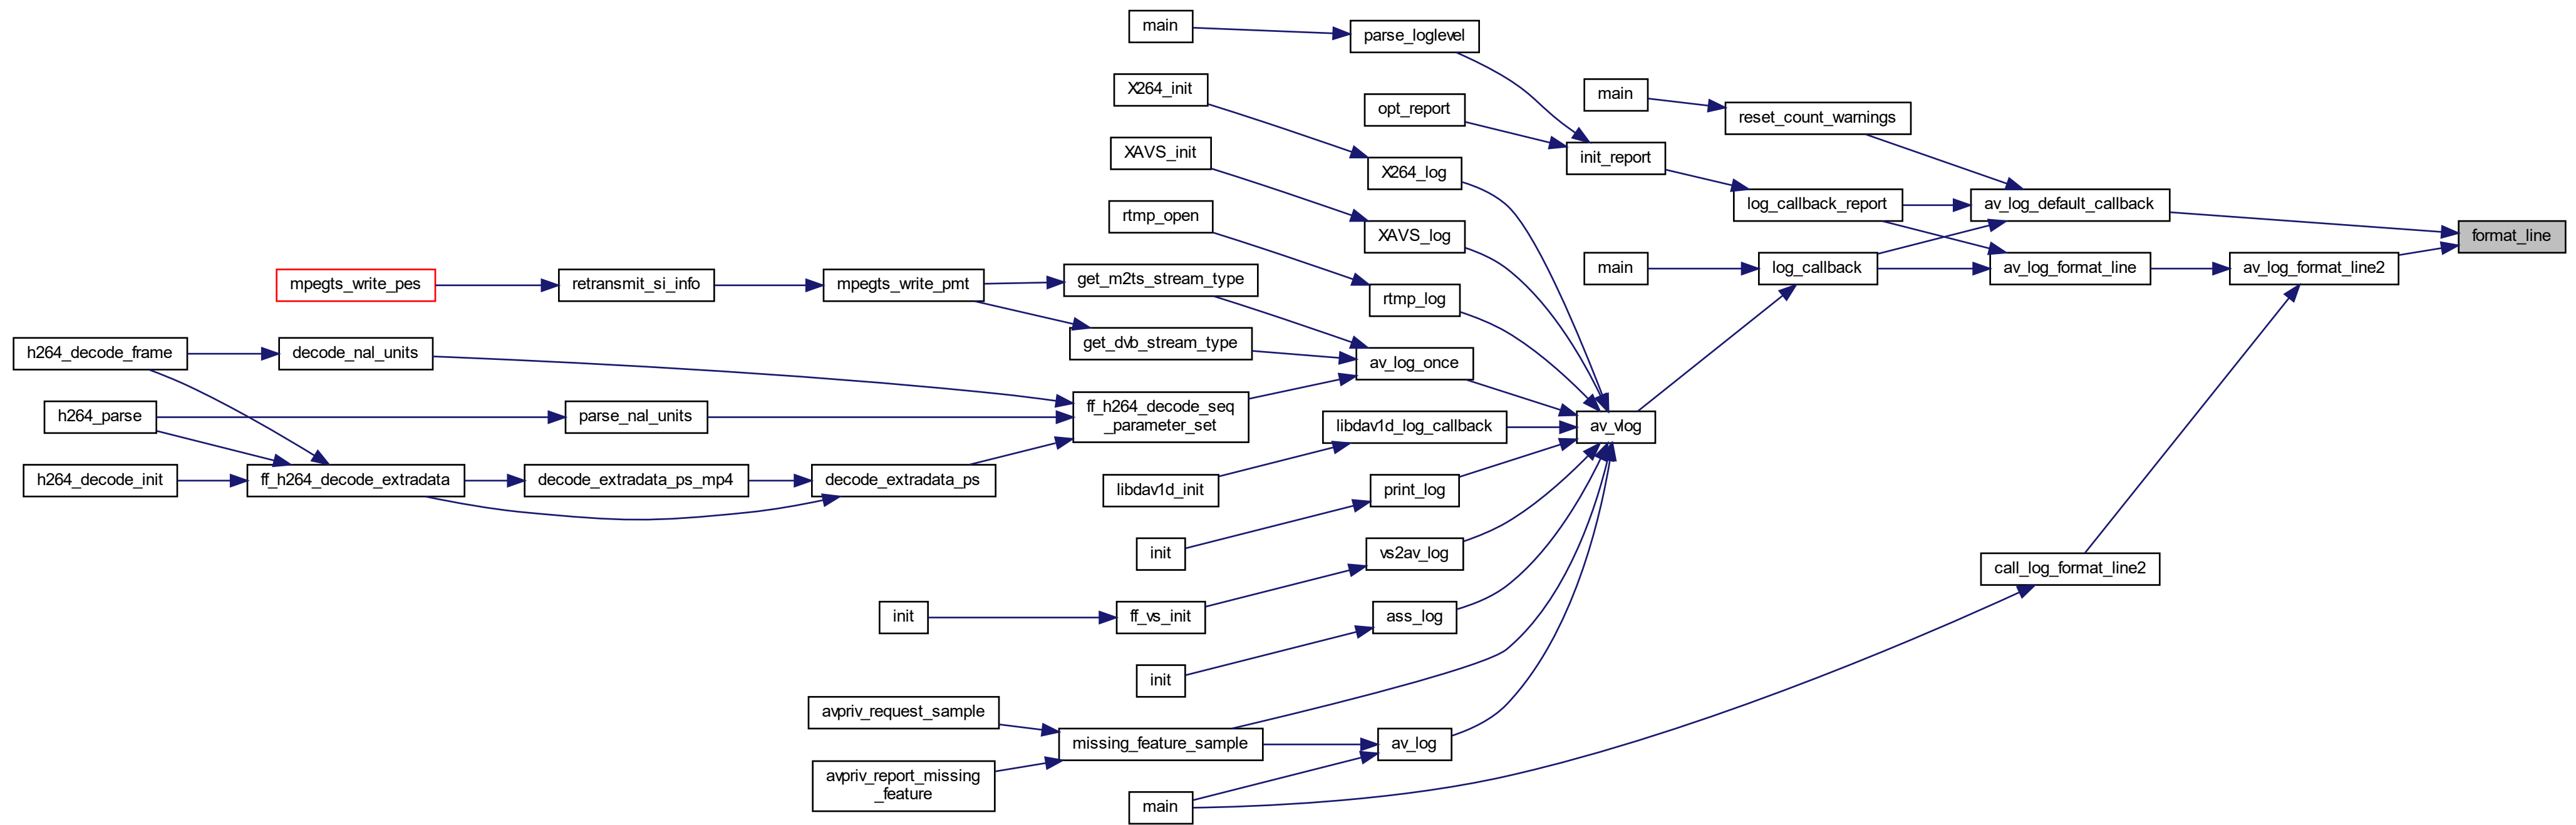 main
parse_loglevel
X264_init
main
opt_report
reset_count_warnings
XAVS_init
init_report
X264_log
rtmp_open
log_callback_report
av_log_default_callback
XAVS_log
format_line
mpegts_write_pes
retransmit_si_info
mpegts_write_pmt
get_m2ts_stream_type
rtmp_log
main
log_callback
av_log_format_line
av_log_format_line2
get_dvb_stream_type
h264_decode_frame
decode_nal_units
av_log_once
h264_parse
parse_nal_units
ff_h264_decode_seq
_parameter_set
libdav1d_log_callback
av_vlog
h264_decode_init
ff_h264_decode_extradata
decode_extradata_ps_mp4
decode_extradata_ps
libdav1d_init
print_log
init
vs2av_log
call_log_format_line2
init
ff_vs_init
ass_log
init
avpriv_request_sample
missing_feature_sample
av_log
avpriv_report_missing
_feature
main